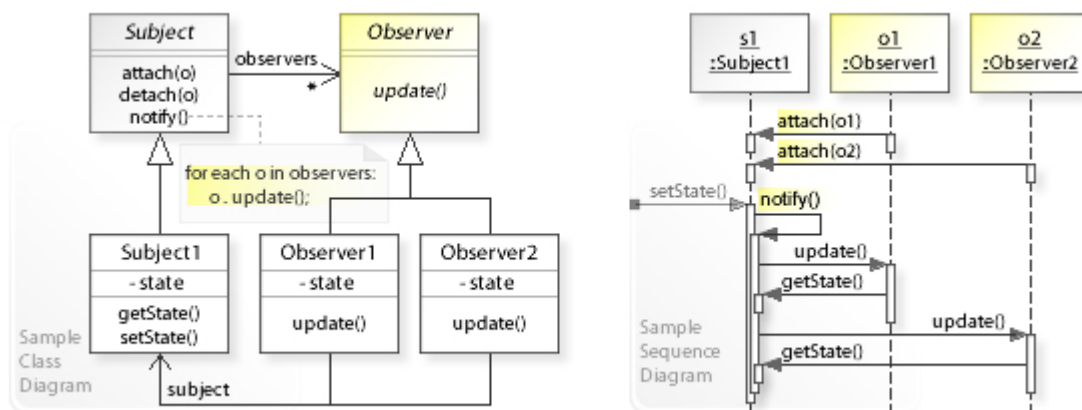 Subject
attach(o)
detach(o)
notify()
observers
*
Observer
update()
for each o in observers:
o . update();
Subject1
- state
getState()
setState()
Observer1
- state
update()
Observer2
- state
update()
subject
Sample
Class
Diagram
s1
:Subject1
o1
:Observer1
o2
:Observer2
attach(o1)
attach(o2)
setState()
notify()
update()
getState()
update()
getState()
Sample
Sequence
Diagram